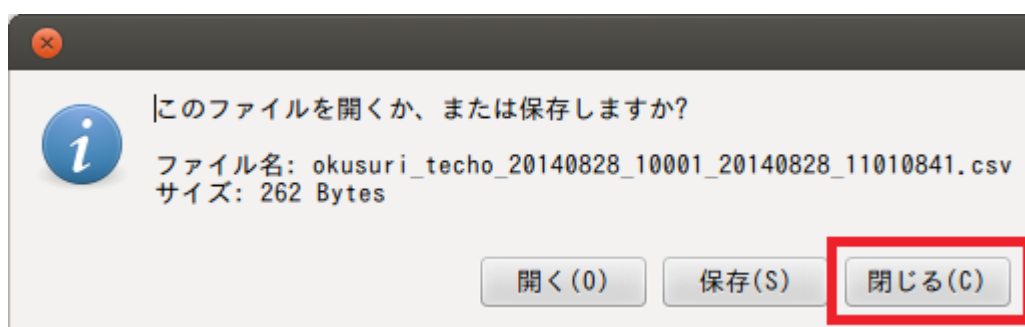 このファイルを開くか、または保存しますか?
ファイル名: okusuri_techo_20140828_10001_20140828_11010841.csv
サイズ: 262 Bytes
開く(O) 保存(S) 閉じる(C)